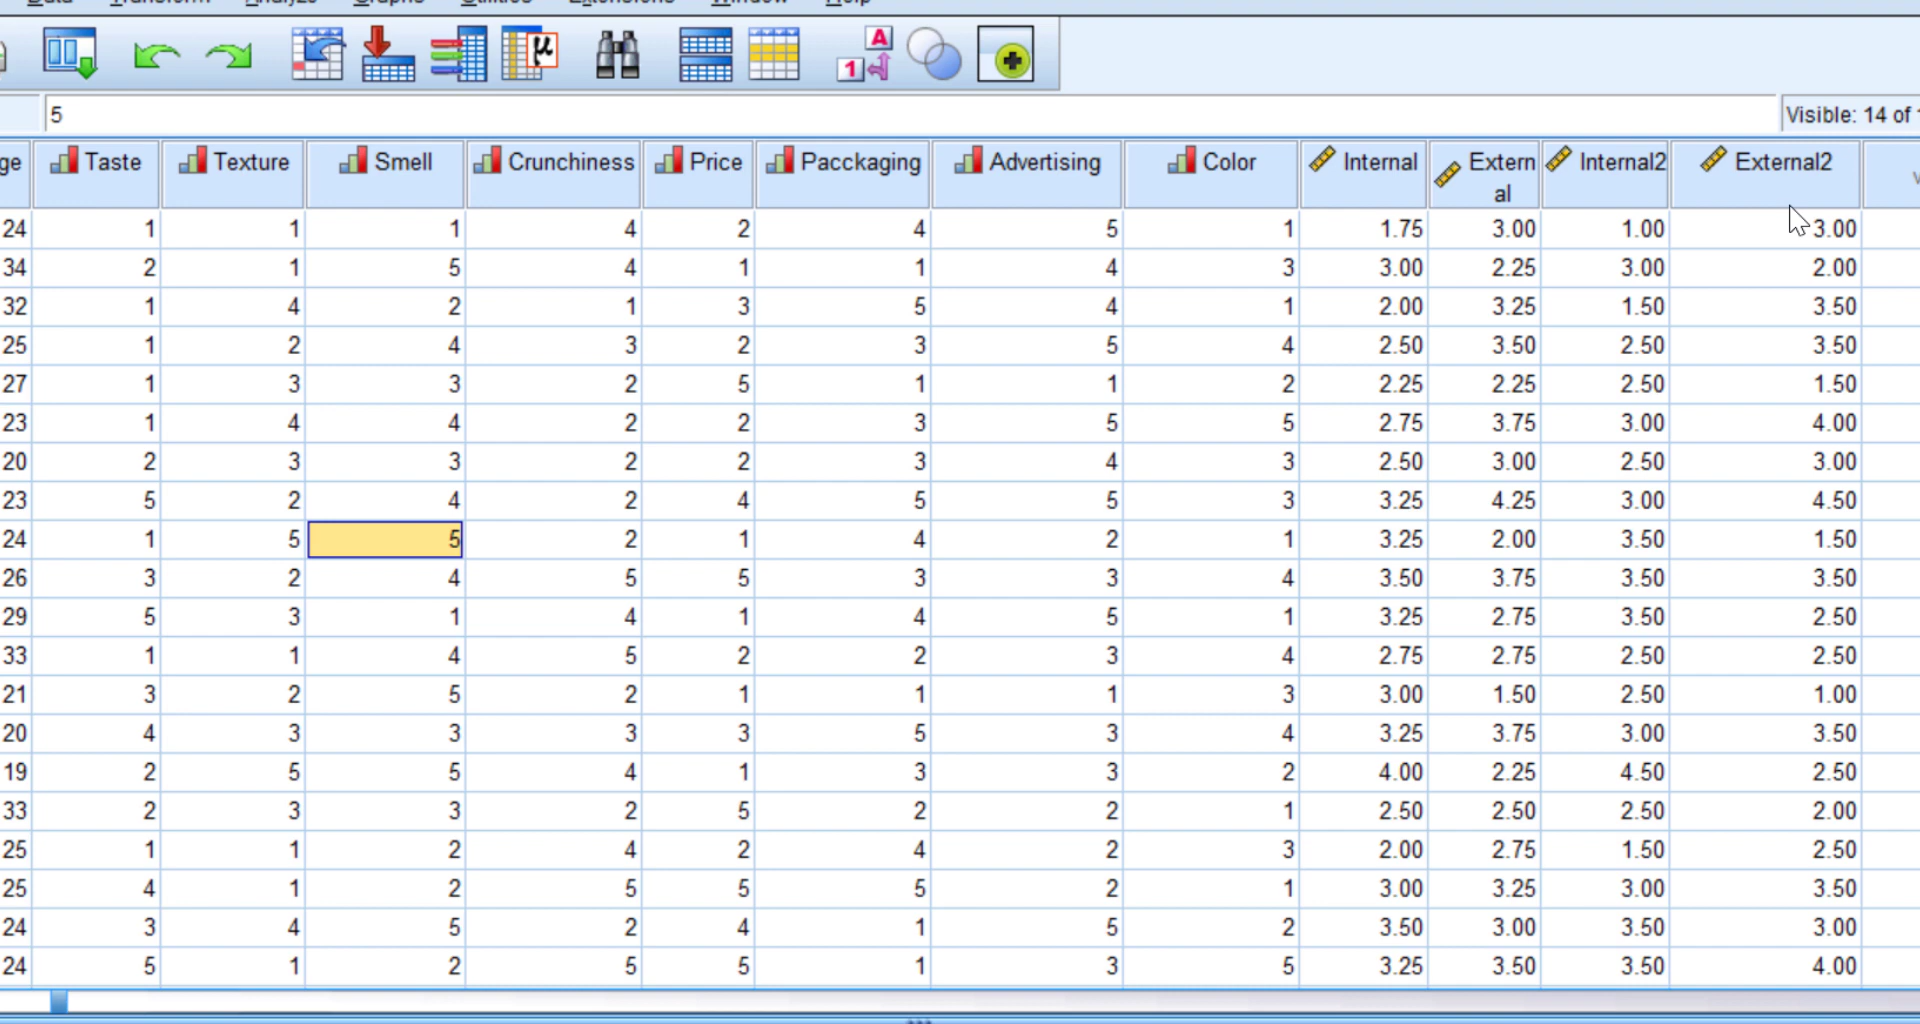 Data Transform Analyze Graphs Utilities Extensions Window Help
μ A 1
5 Visible: 14 of
ge Taste Texture Smell Crunchiness Price Pacckaging Advertising Color Internal Extern al Internal2 External2
24 1 1 1 4 2 4 5 1 1.75 3.00 1.00 3.00
34 2 1 5 4 1 1 4 3 3.00 2.25 3.00 2.00
32 1 4 2 1 3 5 4 1 2.00 3.25 1.50 3.50
25 1 2 4 3 2 3 5 4 2.50 3.50 2.50 3.50
27 1 3 3 2 5 1 1 2 2.25 2.25 2.50 1.50
23 1 4 4 2 2 3 5 5 2.75 3.75 3.00 4.00
20 2 3 3 2 2 3 4 3 2.50 3.00 2.50 3.00
23 5 2 4 2 4 5 5 3 3.25 4.25 3.00 4.50
24 1 5 5 2 1 4 2 1 3.25 2.00 3.50 1.50
26 3 2 4 5 5 3 3 4 3.50 3.75 3.50 3.50
29 5 3 1 4 1 4 5 1 3.25 2.75 3.50 2.50
33 1 1 4 5 2 2 3 4 2.75 2.75 2.50 2.50
21 3 2 5 2 1 1 1 3 3.00 1.50 2.50 1.00
20 4 3 3 3 3 5 3 4 3.25 3.75 3.00 3.50
19 2 5 5 4 1 3 3 2 4.00 2.25 4.50 2.50
33 2 3 3 2 5 2 2 1 2.50 2.50 2.50 2.00
25 1 1 2 4 2 4 2 3 2.00 2.75 1.50 2.50
25 4 1 2 5 5 5 2 1 3.00 3.25 3.00 3.50
24 3 4 5 2 4 1 5 2 3.50 3.00 3.50 3.00
24 5 1 2 5 5 1 3 5 3.25 3.50 3.50 4.00